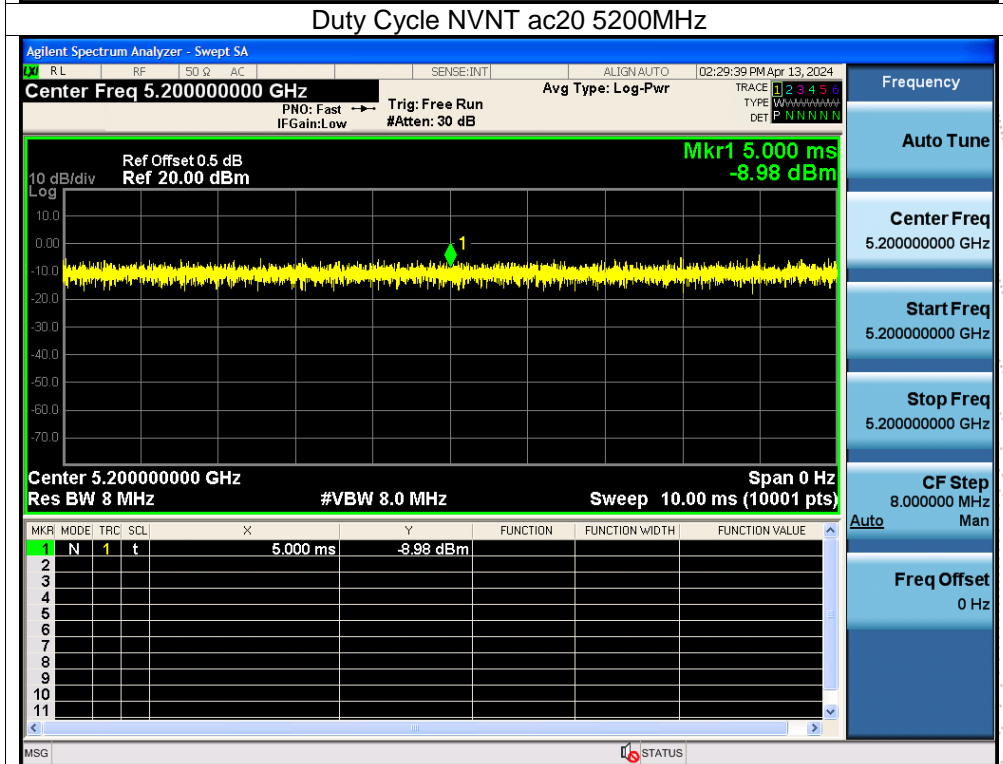 Duty Cycle NVNT ac20 5200MHz
Agilent Spectrum Analyzer - Swept SA
LXI RL RF 50 Ω AC SENSE:INT ALIGN AUTO 02:29:39 PM Apr 13, 2024
Center Freq 5.200000000 GHz
PNO: Fast
IFGain:Low
Trig: Free Run
#Atten: 30 dB
Avg Type: Log-Pwr
TRACE 1 2 3 4 5 6
TYPE WWWWWW
DET P N N N N N
Ref Offset 0.5 dB
10 dB/div Ref 20.00 dBm
Log
Mkr1 5.000 ms
-8.98 dBm
10.0
0.00
-10.0
-20.0
-30.0
-40.0
-50.0
-60.0
-70.0
1
Center 5.200000000 GHz Span 0 Hz
Res BW 8 MHz #VBW 8.0 MHz Sweep 10.00 ms (10001 pts)
MKR MODE TRC SCL X Y FUNCTION FUNCTION WIDTH FUNCTION VALUE
1 N 1 t 5.000 ms -8.98 dBm
2
3
4
5
6
7
8
9
10
11
MSG STATUS
Frequency
Auto Tune
Center Freq
5.200000000 GHz
Start Freq
5.200000000 GHz
Stop Freq
5.200000000 GHz
CF Step
8.000000 MHz
Auto Man
Freq Offset
0 Hz